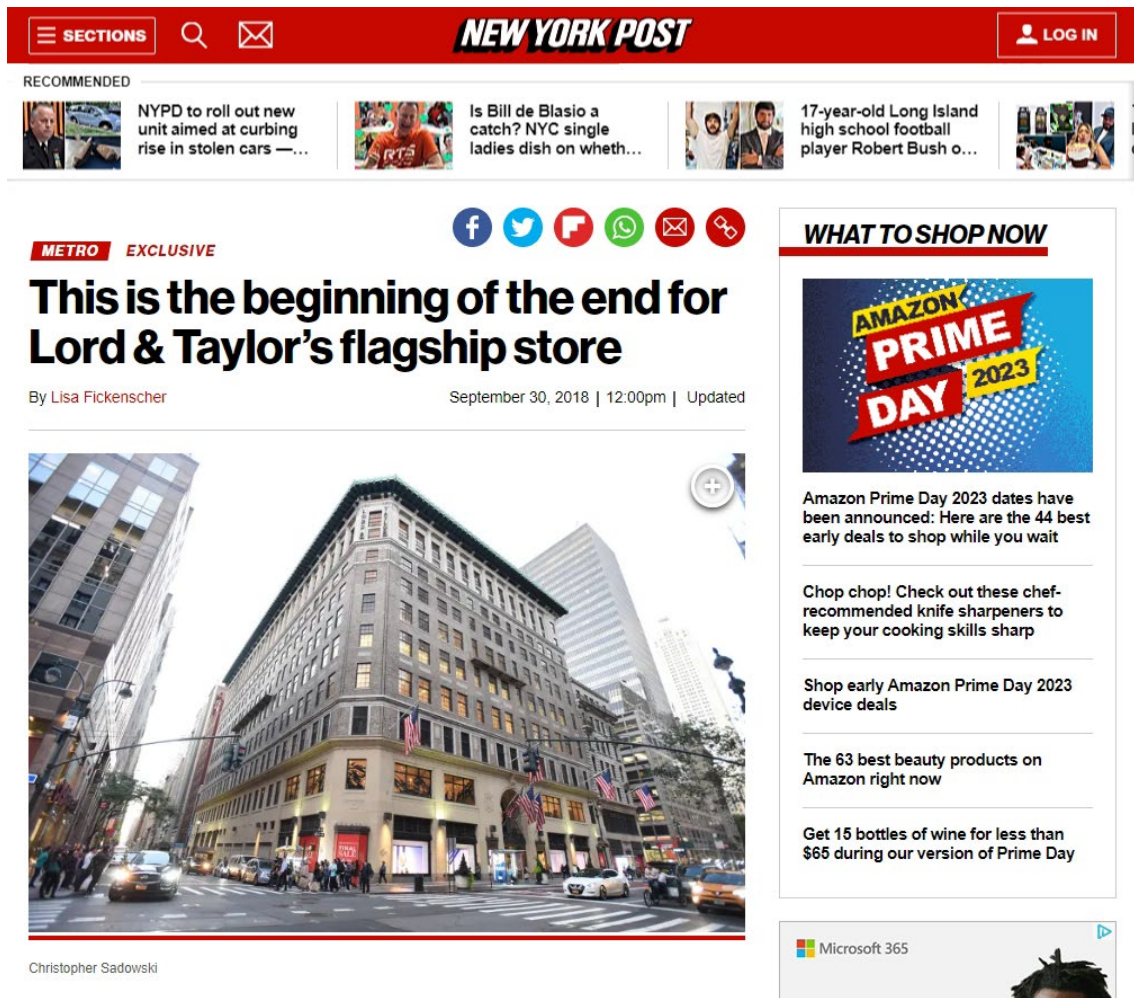 SECTIONS
NEW YORK POST
LOG IN
RECOMMENDED
NYPD to roll out new
unit aimed at curbing
rise in stolen cars —...
Is Bill de Blasio a
catch? NYC single
ladies dish on wheth...
17-year-old Long Island
high school football
player Robert Bush o...
METRO EXCLUSIVE
This is the beginning of the end for
Lord & Taylor's flagship store
By Lisa Fickenscher
September 30, 2018 | 12:00pm | Updated
FINAL
SALE
Christopher Sadowski
WHAT TO SHOP NOW
AMAZON
PRIME
DAY
2023
Amazon Prime Day 2023 dates have
been announced: Here are the 44 best
early deals to shop while you wait
Chop chop! Check out these chef-
recommended knife sharpeners to
keep your cooking skills sharp
Shop early Amazon Prime Day 2023
device deals
The 63 best beauty products on
Amazon right now
Get 15 bottles of wine for less than
$65 during our version of Prime Day
Microsoft 365